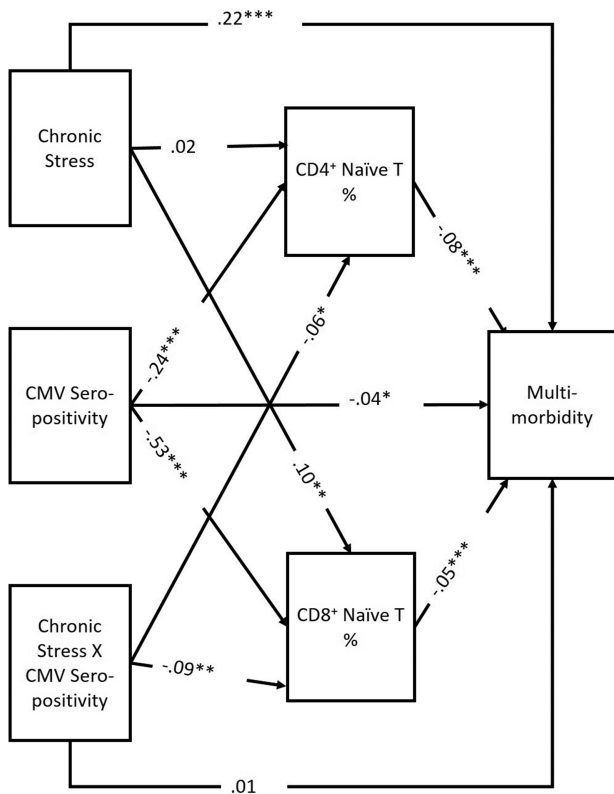 .22***
Chronic
Stress
.02
CD4⁺ Naïve T
%
-.08***
-.24***
-.06*
CMV Sero-
positivity
-.04*
Multi-
morbidity
-.53***
.10**
Chronic
Stress X
CMV Sero-
positivity
-.09**
CD8⁺ Naïve T
%
-.05***
.01